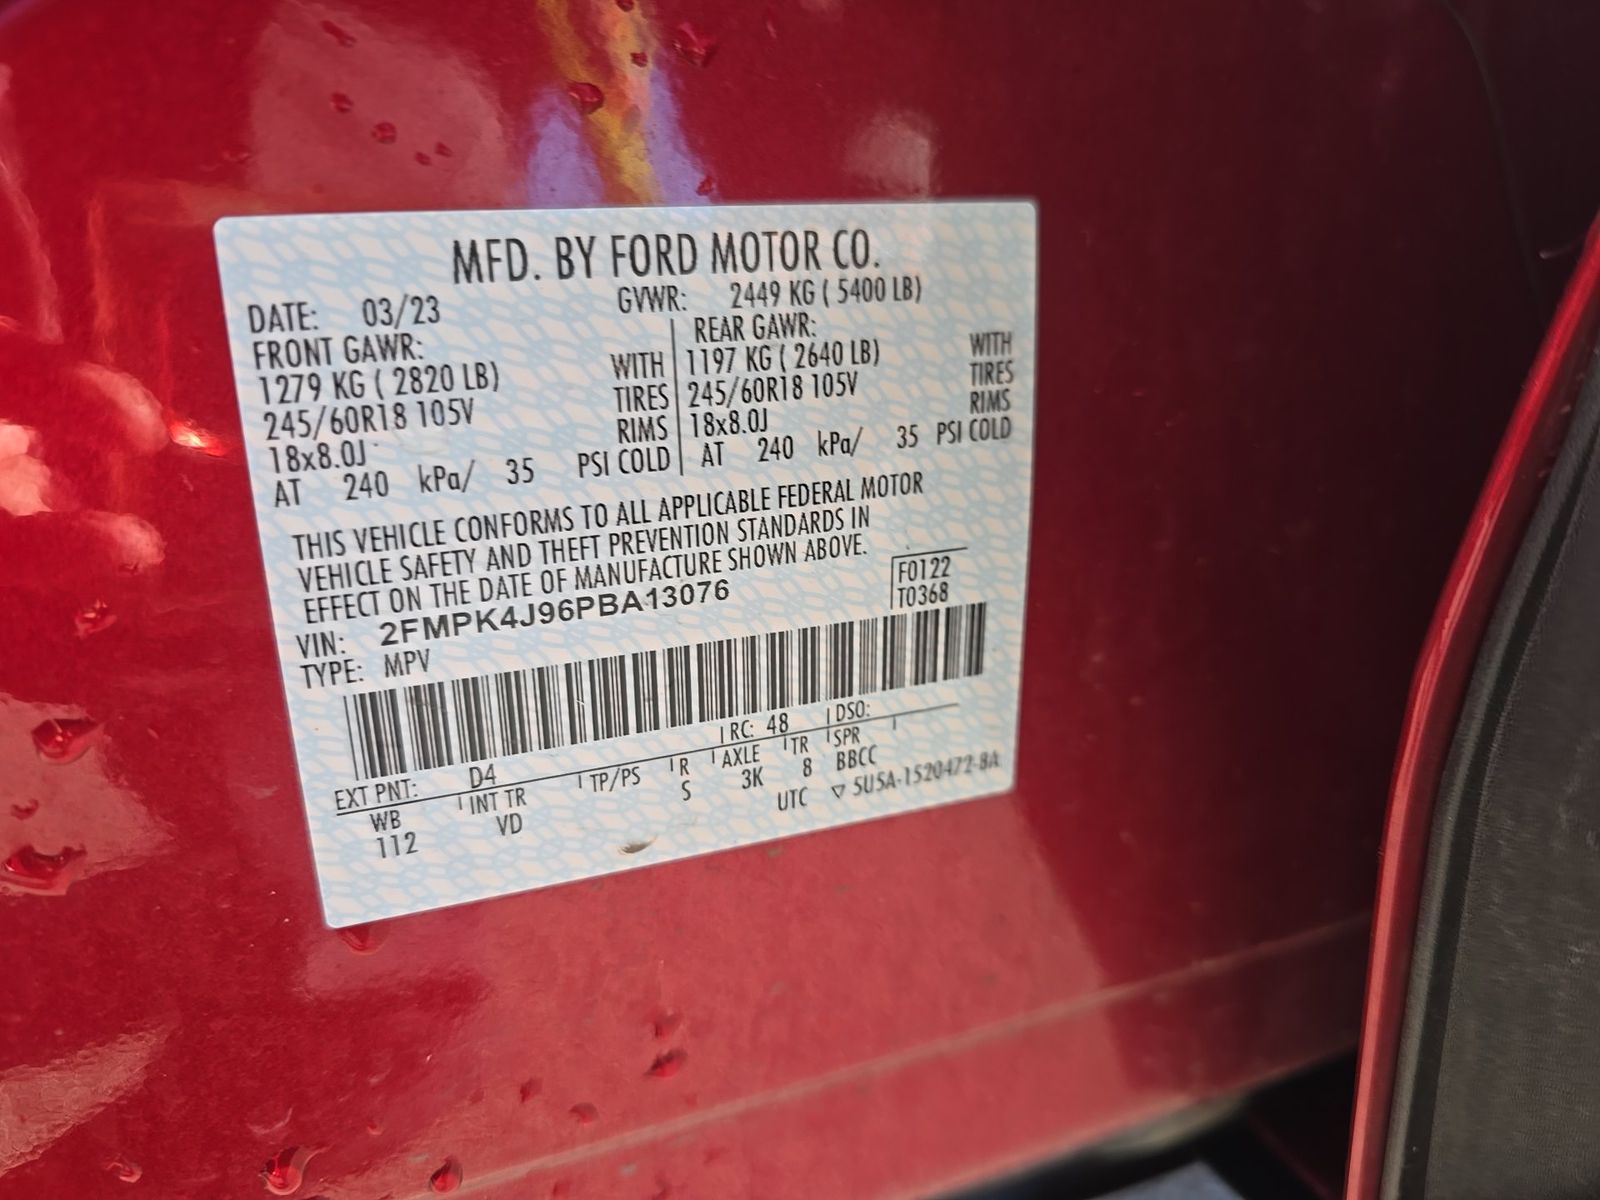 MFD. BY FORD MOTOR CO.
DATE: 03/23 GVWR: 2449 KG ( 5400 LB)
FRONT GAWR: REAR GAWR:
1279 KG ( 2820 LB) WITH 1197 KG ( 2640 LB) WITH
245/60R18 105V TIRES 245/60R18 105V TIRES
18x8.0J RIMS 18x8.0J RIMS
AT 240 kPa/ 35 PSI COLD AT 240 kPa/ 35 PSI COLD
THIS VEHICLE CONFORMS TO ALL APPLICABLE FEDERAL MOTOR
VEHICLE SAFETY AND THEFT PREVENTION STANDARDS IN
EFFECT ON THE DATE OF MANUFACTURE SHOWN ABOVE.
VIN: 2FMPK4J96PBA13076 F0122
TYPE: MPV T0368
EXT PNT: D4 RC: 48 DSO:
WB INT TR TP/PS R AXLE TR SPR
112 VD S 3K 8 BBCC
UTC ▽ 5U5A-1520472-BA